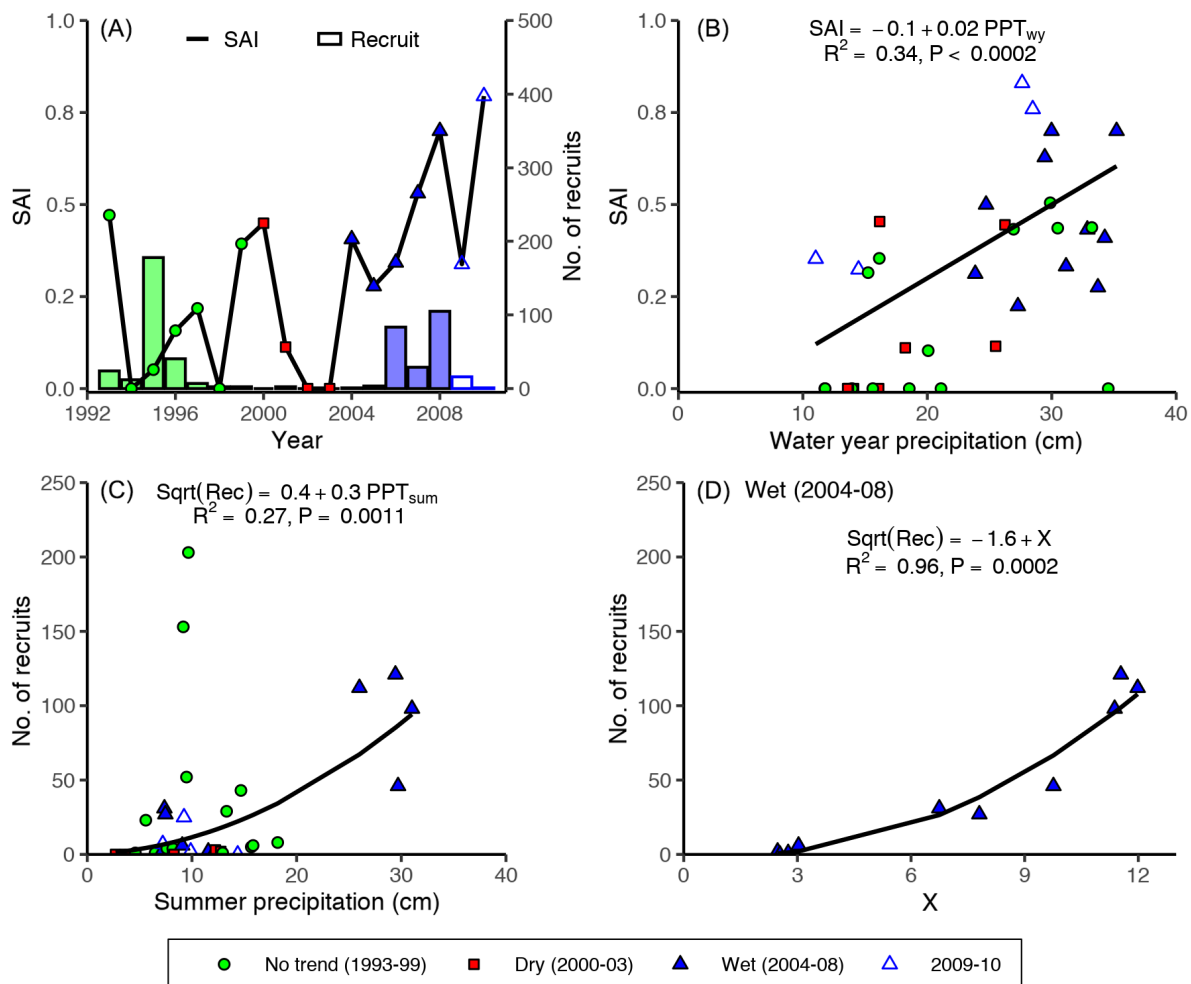 (A)
SAI
Recruit
1.0
0.8
0.5
0.2
0.0
SAI
500
400
300
200
100
0
No. of recruits
1992 1996 2000 2004 2008
Year
(B)
SAI = −0.1 + 0.02 PPTwy
R² = 0.34, P < 0.0002
1.0
0.8
0.5
0.2
0.0
SAI
0 10 20 30 40
Water year precipitation (cm)
(C)
Sqrt(Rec) = 0.4 + 0.3 PPTsum
R² = 0.27, P = 0.0011
250
200
150
100
50
0
No. of recruits
0 10 20 30 40
Summer precipitation (cm)
(D) Wet (2004-08)
Sqrt(Rec) = −1.6 + X
R² = 0.96, P = 0.0002
250
200
150
100
50
0
No. of recruits
0 3 6 9 12
X
No trend (1993-99) Dry (2000-03) Wet (2004-08) 2009-10